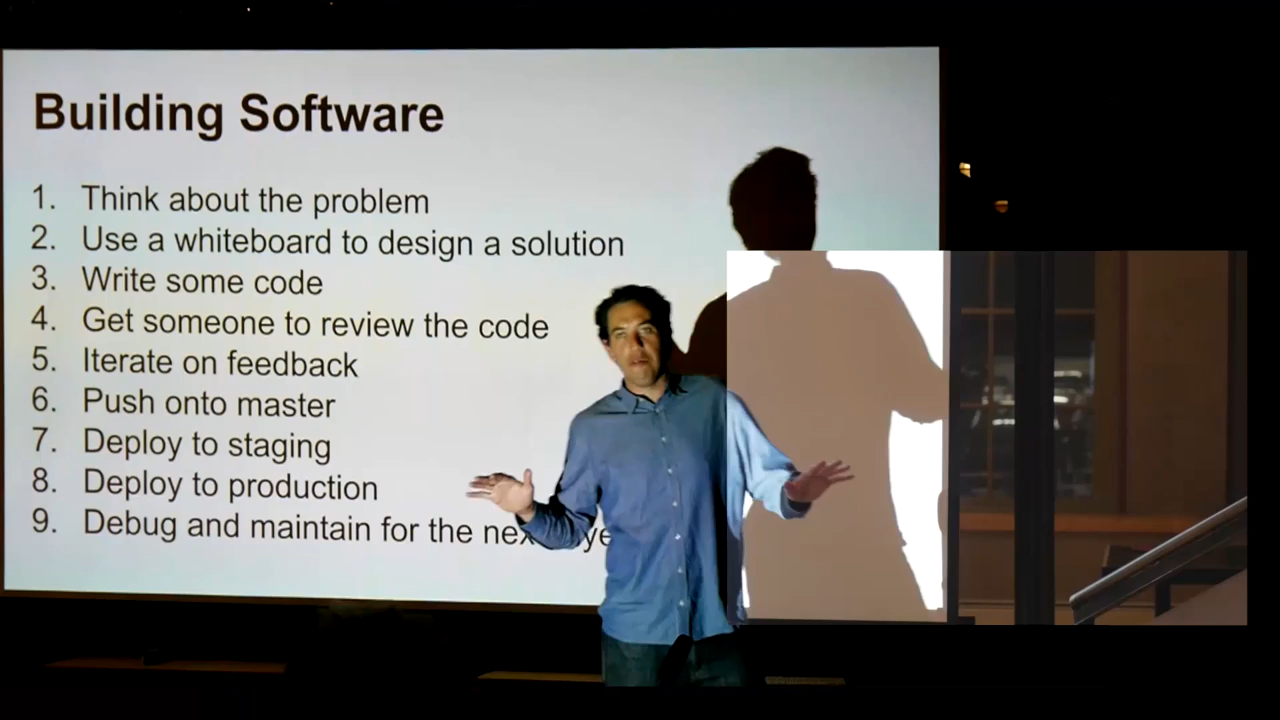 Building Software
1. Think about the problem
2. Use a whiteboard to design a solution
3. Write some code
4. Get someone to review the code
5. Iterate on feedback
6. Push onto master
7. Deploy to staging
8. Deploy to production
9. Debug and maintain for the